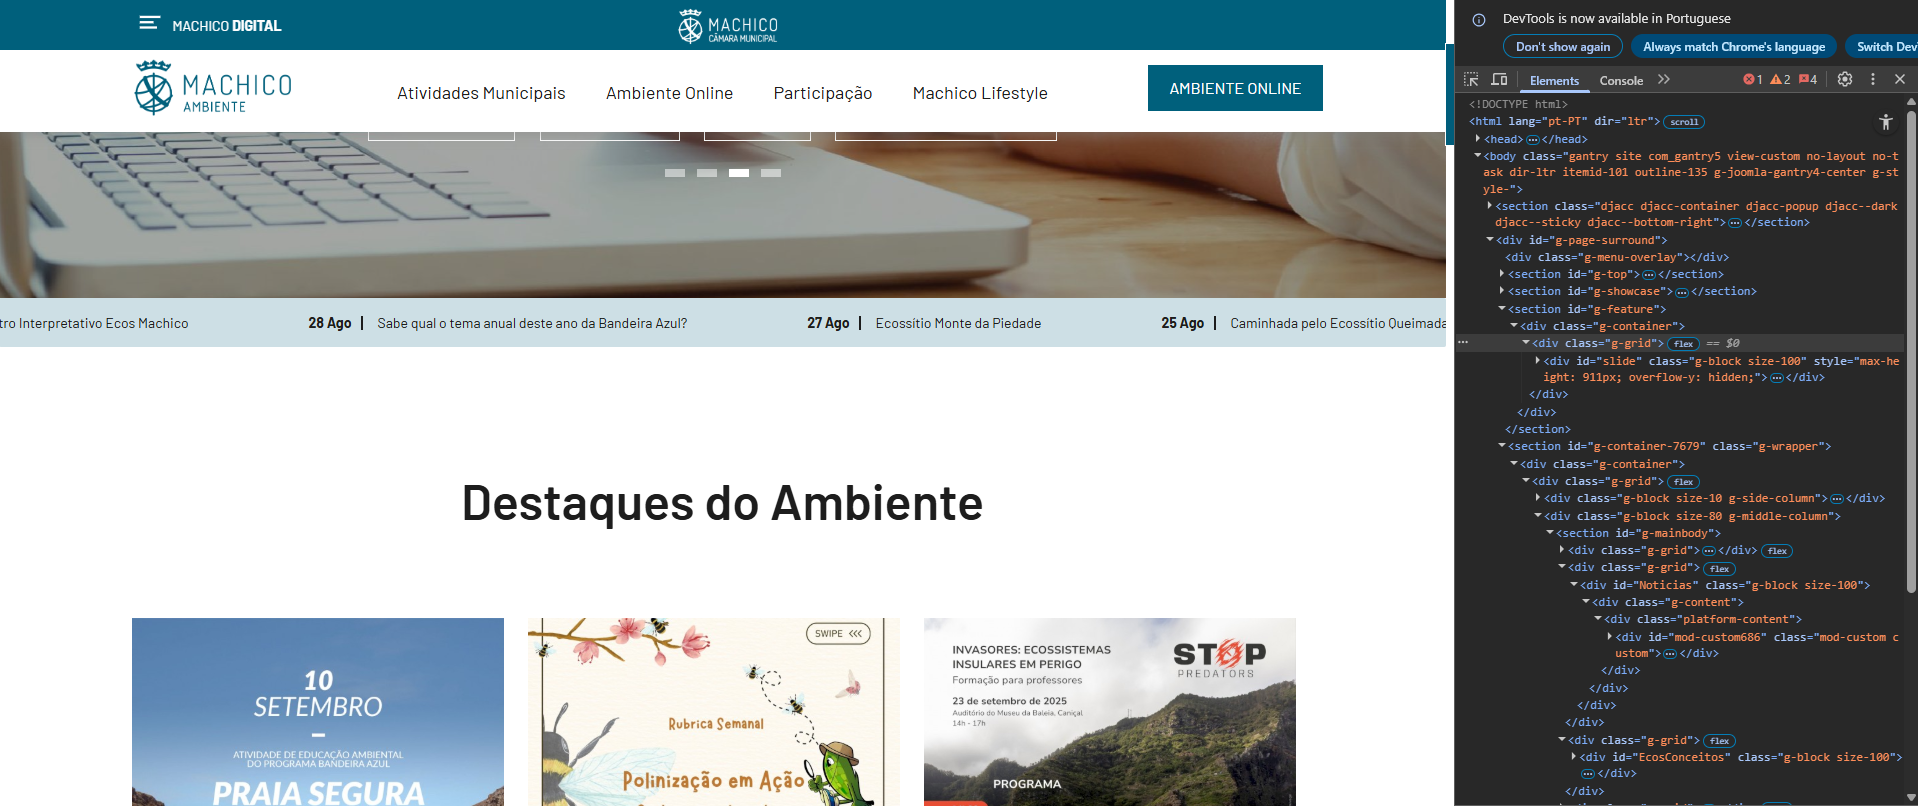 MACHICO DIGITAL
MACHICO
CÂMARA MUNICIPAL
MACHICO
AMBIENTE
Atividades Municipais
Ambiente Online
Participação
Machico Lifestyle
AMBIENTE ONLINE
tro Interpretativo Ecos Machico
28 Ago | Sabe qual o tema anual deste ano da Bandeira Azul?
27 Ago | Ecossítio Monte da Piedade
25 Ago | Caminhada pelo Ecossítio Queimada
Destaques do Ambiente
10
SETEMBRO
ATIVIDADE DE EDUCAÇÃO AMBIENTAL
DO PROGRAMA BANDEIRA AZUL
PRAIA SEGURA
SWIPE
Rubrica Semanal
Polinização em Ação
INVASORES: ECOSSISTEMAS
INSULARES EM PERIGO
Formação para professores
23 de setembro de 2025
Auditório do Museu da Baleia, Caniçal
14h - 17h
STOP
PREDATORS
PROGRAMA
DevTools is now available in Portuguese
Don't show again
Always match Chrome's language
Switch Dev
Elements
Console
1
2
4
<!DOCTYPE html>
<html lang="pt-PT" dir="ltr"> scroll
<head> … </head>
<body class="gantry site com_gantry5 view-custom no-layout no-t
ask dir-ltr itemid-101 outline-135 g-joomla-gantry4-center g-st
yle-">
<section class="djacc djacc-container djacc-popup djacc--dark
djacc--sticky djacc--bottom-right"> … </section>
<div id="g-page-surround">
<div class="g-menu-overlay"></div>
<section id="g-top"> … </section>
<section id="g-showcase"> … </section>
<section id="g-feature">
<div class="g-container">
<div class="g-grid"> flex == $0
<div id="slide" class="g-block size-100" style="max-he
ight: 911px; overflow-y: hidden;"> … </div>
</div>
</div>
</section>
<section id="g-container-7679" class="g-wrapper">
<div class="g-container">
<div class="g-grid"> flex
<div class="g-block size-10 g-side-column"> … </div>
<div class="g-block size-80 g-middle-column">
<section id="g-mainbody">
<div class="g-grid"> … </div> flex
<div class="g-grid"> flex
<div id="Noticias" class="g-block size-100">
<div class="g-content">
<div class="platform-content">
<div id="mod-custom686" class="mod-custom c
ustom"> … </div>
</div>
</div>
</div>
</div>
<div class="g-grid"> flex
<div id="EcosConceitos" class="g-block size-100">
… </div>
</div>